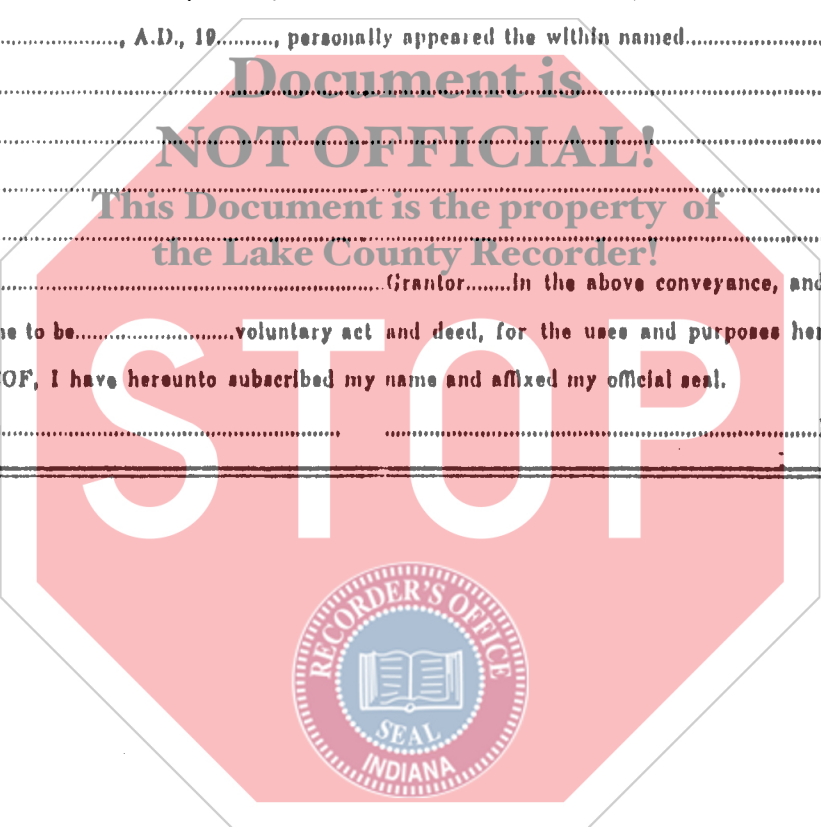 ........................, A.D., 19.........., personally appeared the within named........................
Document is
NOT OFFICIAL!
This Document is the property of
the Lake County Recorder!
........................Grantor........in the above conveyance, and
to be........................voluntary act and deed, for the uses and purposes
OF, I have hereunto subscribed my name and affixed my official seal.
STOP
RECORDER'S OFFICE
SEAL
INDIANA